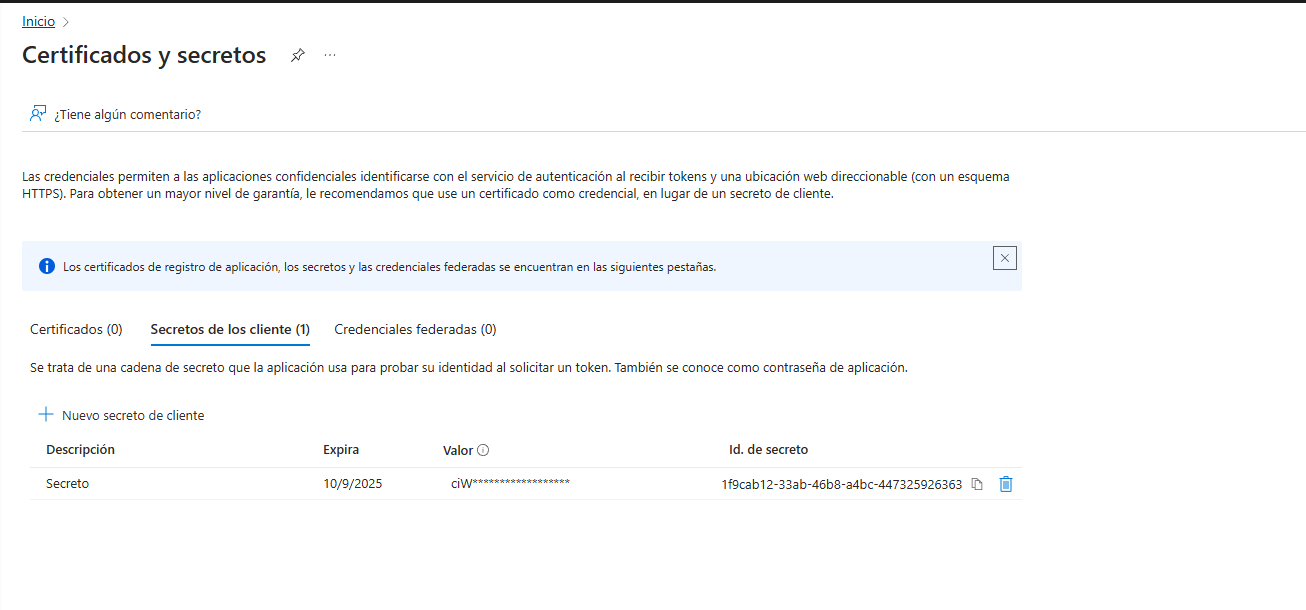 Inicio
Certificados y secretos
¿Tiene algún comentario?
Las credenciales permiten a las aplicaciones confidenciales identificarse con el servicio de autenticación al recibir tokens y una ubicación web direccionable (con un esquema
HTTPS). Para obtener un mayor nivel de garantía, le recomendamos que use un certificado como credencial, en lugar de un secreto de cliente.
Los certificados de registro de aplicación, los secretos y las credenciales federadas se encuentran en las siguientes pestañas.
Certificados (0) Secretos de los cliente (1) Credenciales federadas (0)
Se trata de una cadena de secreto que la aplicación usa para probar su identidad al solicitar un token. También se conoce como contraseña de aplicación.
Nuevo secreto de cliente
Descripción Expira Valor Id. de secreto
Secreto 10/9/2025 ciW****************** 1f9cab12-33ab-46b8-a4bc-447325926363